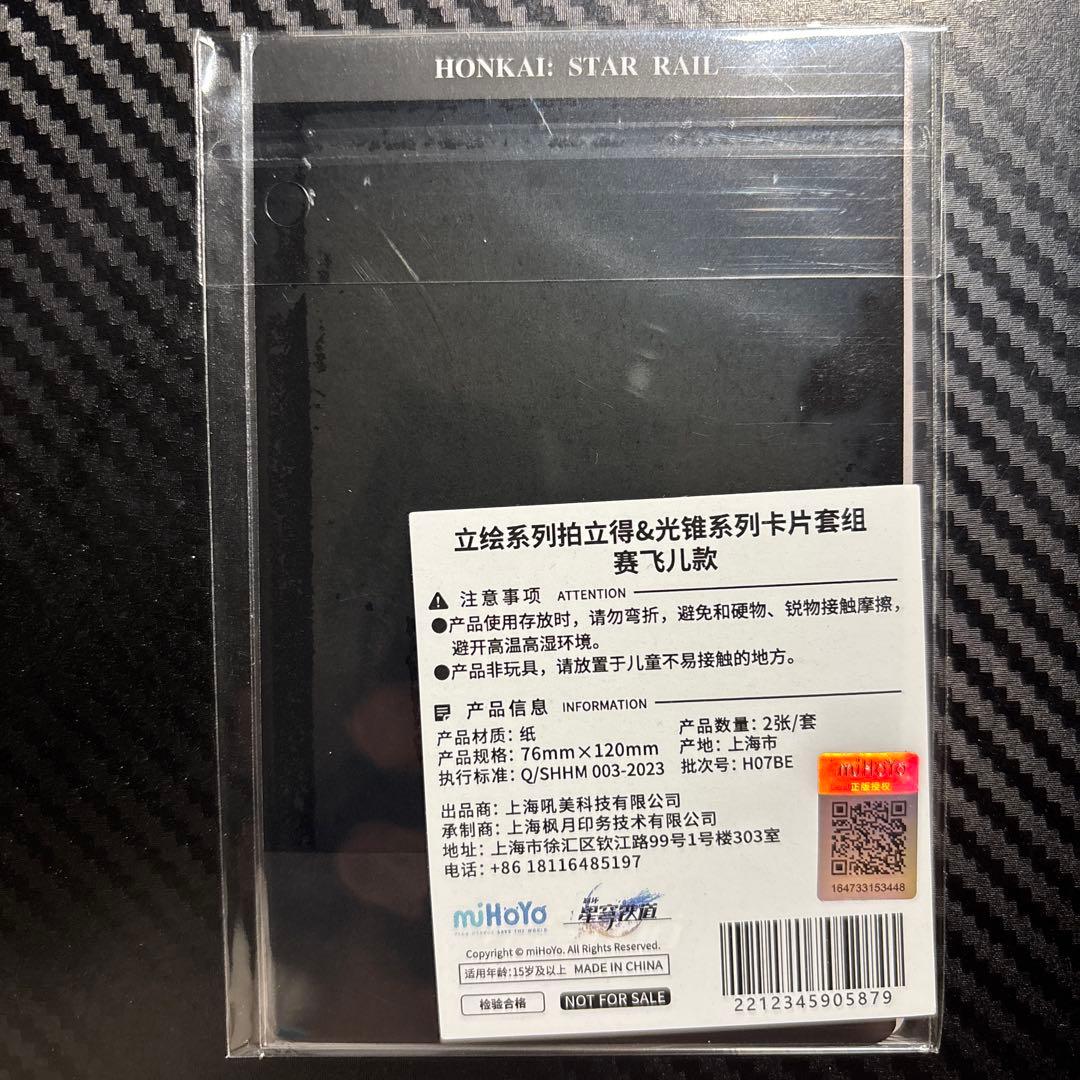 HONKAI: STAR RAIL
立绘系列拍立得&光锥系列卡片套组
赛飞儿款
注意事项 ATTENTION
●产品使用存放时，请勿弯折，避免和硬物、锐物接触摩擦，
避开高温高湿环境。
●产品非玩具，请放置于儿童不易接触的地方。
产品信息 INFORMATION
产品材质：纸 产品数量：2张/套
产品规格：76mm×120mm 产地：上海市
执行标准：Q/SHHM 003-2023 批次号：H07BE
出品商：上海吼美科技有限公司
承制商：上海枫月印务技术有限公司
地址：上海市徐汇区钦江路99号1号楼303室
电话：+86 18116485197
miHoYo
正版授权
164733153448
miHoYo
TECH OTAKUS SAVE THE WORLD
崩坏
星穹铁道
Copyright © miHoYo. All Rights Reserved.
适用年龄：15岁及以上 MADE IN CHINA
检验合格 NOT FOR SALE
2212345905879